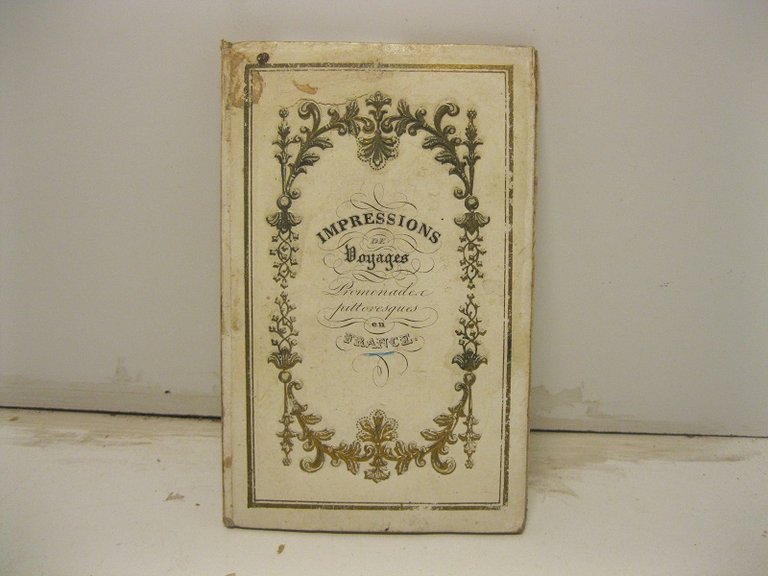 IMPRESSIONS
DE
Voyages
Promenades
pittoresques
en
FRANCE.